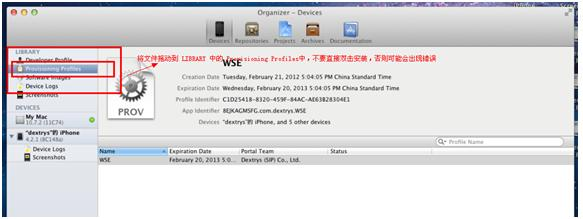 Organizer - Devices
Devices Repositories Projects Archives Documentation
LIBRARY
Developer Profile
Provisioning Profiles
Software Images
Device Logs
Screenshots
DEVICES
My Mac
10.7.2 (11C74)
"dextrys"的 iPhone
4.2.1 (8C148a)
Device Logs
Screenshots
将文件拖动到 LIBRARY 中的 Provisioning Profiles中，不要直接双击安装，否则可能会出线错误
WSE
PROV
Creation Date Tuesday, February 21, 2012 5:04:05 PM China Standard Time
Expiration Date Wednesday, February 20, 2013 5:04:05 PM China Standard Time
Profile Identifier C1D25418-8320-459F-84AC-AE63B28304E1
App Identifier 8EJKAGMSFG.com.dextrys.WSE
Devices "dextrys"的 iPhone, and 5 other devices
Profile Name
Name Expiration Date Portal Team Status
WSE February 20, 2013 5:0... Dextrys (SIP) Co., Ltd.